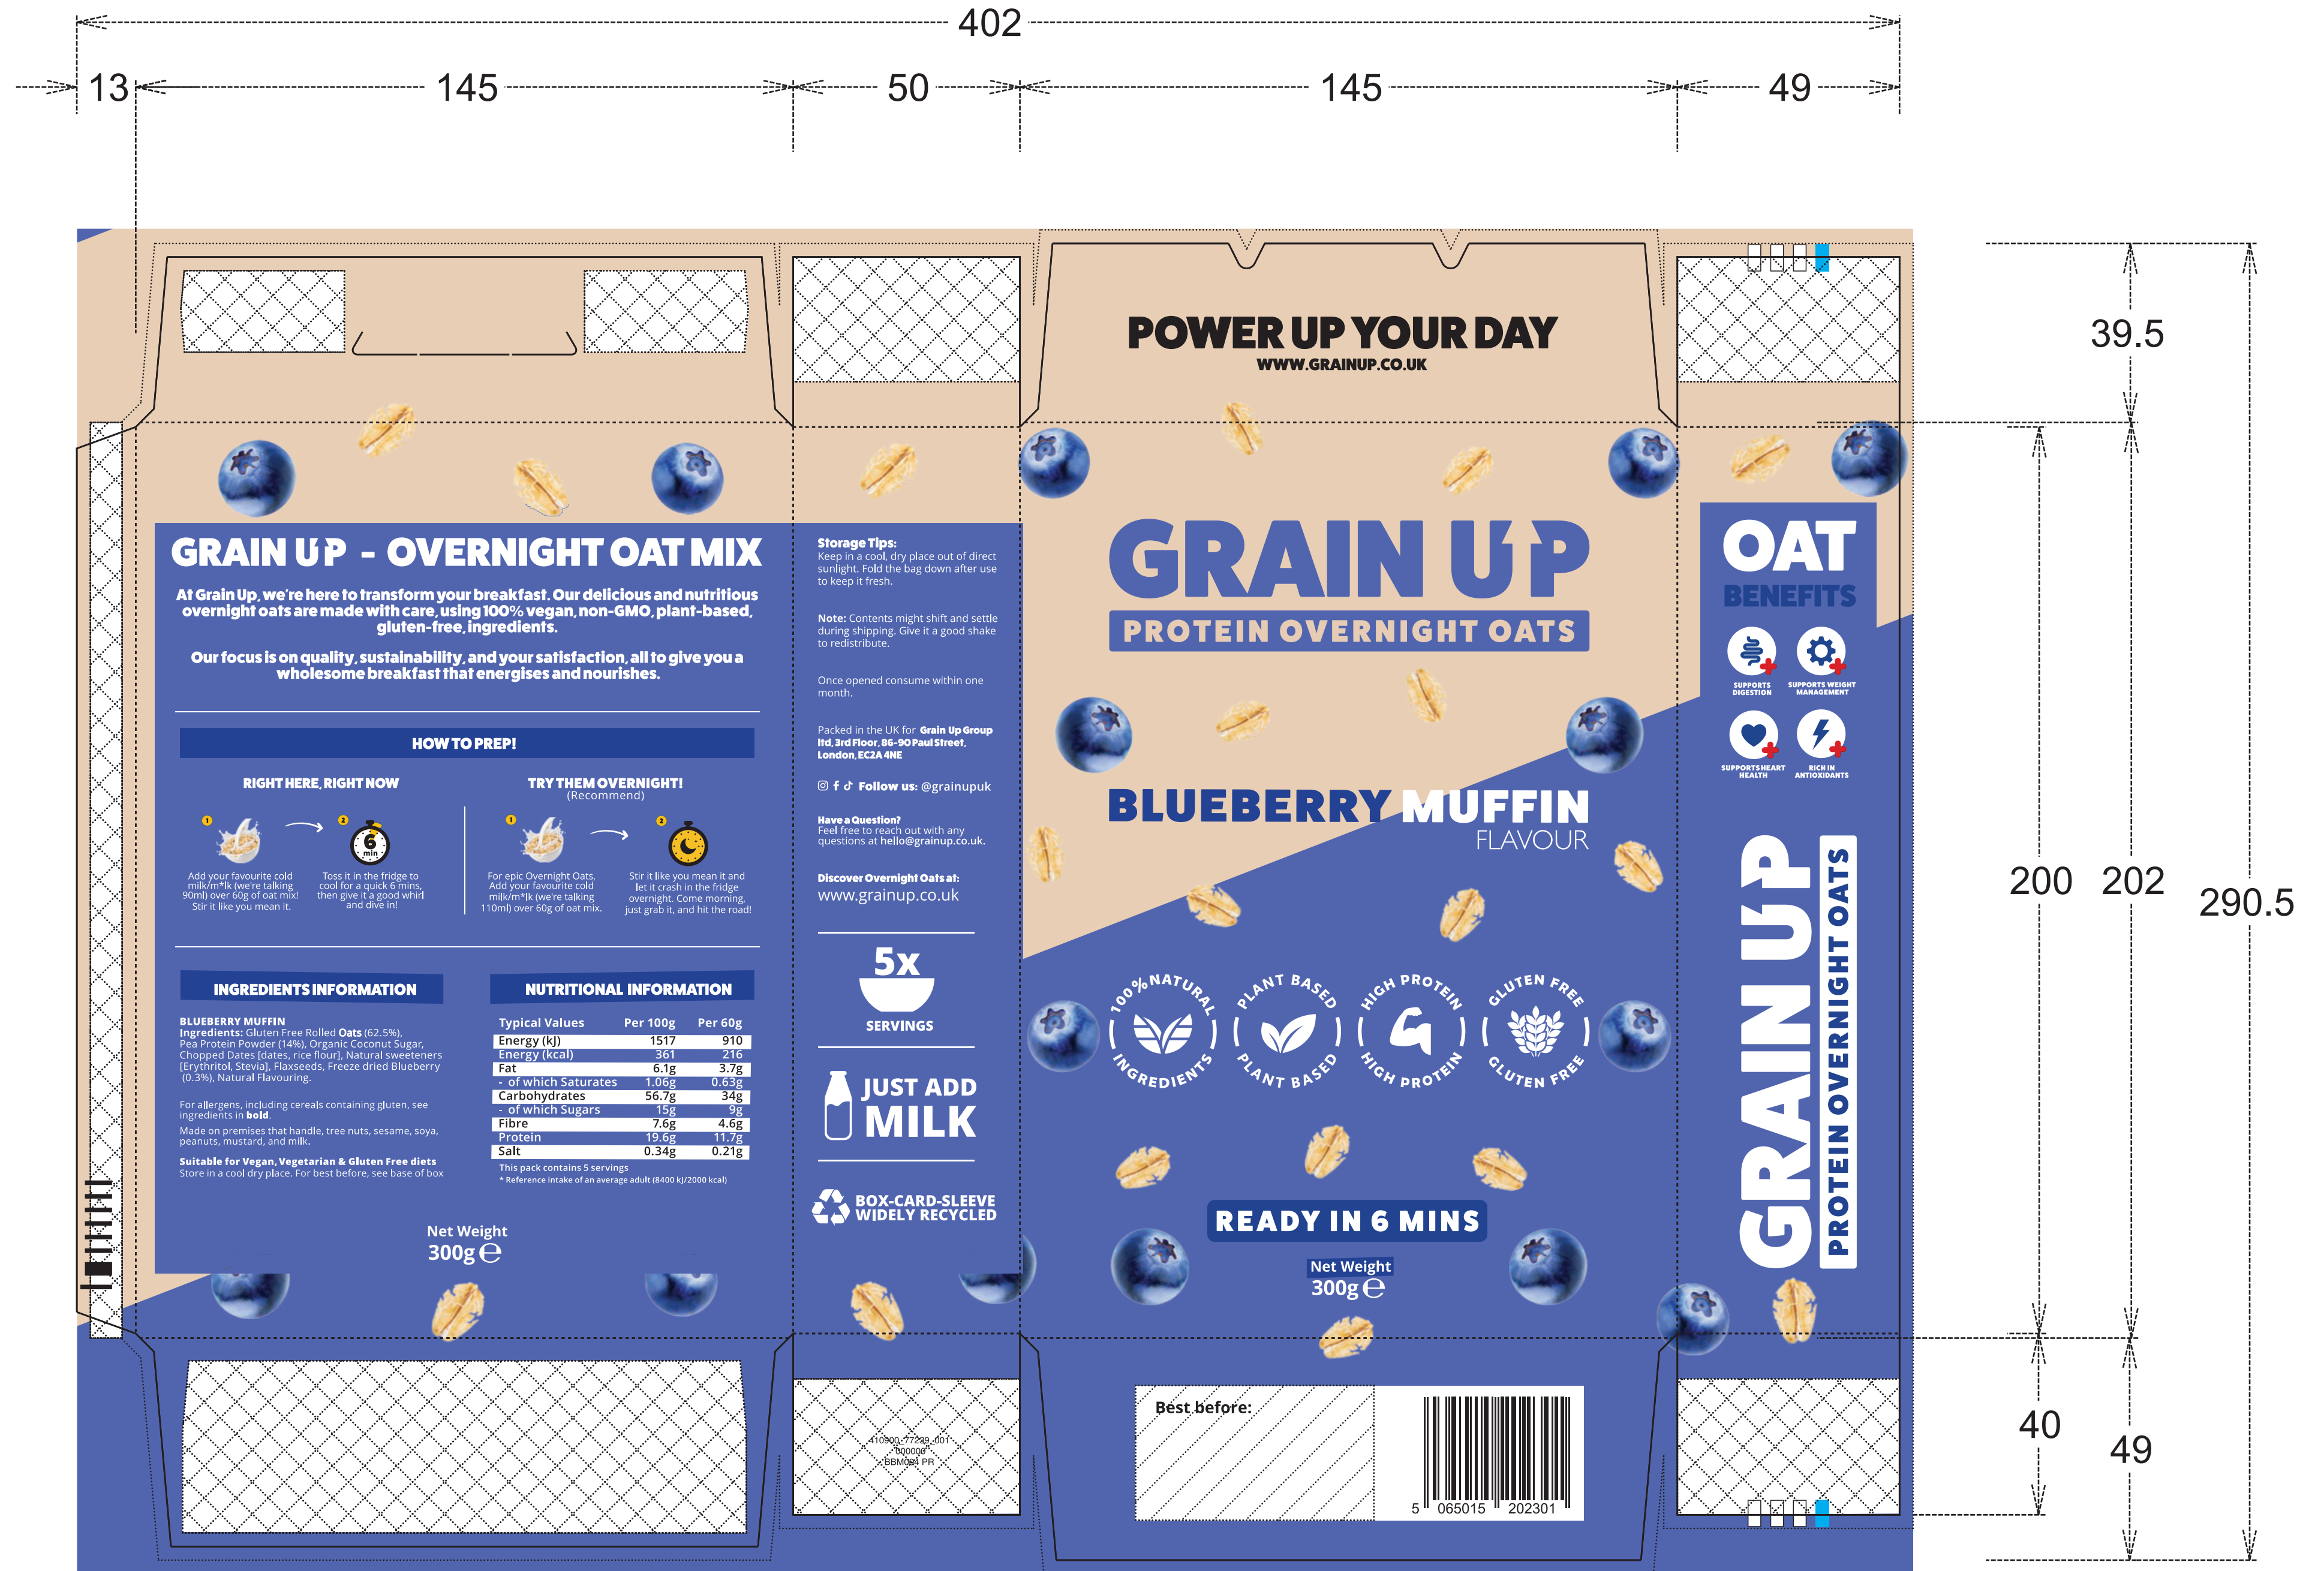 402
13
145
50
145
49
POWER UP YOUR DAY
WWW.GRAINUP.CO.UK
39.5
200
202
290.5
40
49
GRAIN UP - OVERNIGHT OAT MIX
At Grain Up, we're here to transform your breakfast. Our delicious and nutritious
overnight oats are made with care, using 100% vegan, non-GMO, plant-based,
gluten-free, ingredients.
Our focus is on quality, sustainability, and your satisfaction, all to give you a
wholesome breakfast that energises and nourishes.
HOW TO PREP!
RIGHT HERE, RIGHT NOW
1
2
6
min
Add your favourite cold
milk/m*lk (we're talking
90ml) over 60g of oat mix!
Stir it like you mean it.
Toss it in the fridge to
cool for a quick 6 mins,
then give it a good whirl
and dive in!
TRY THEM OVERNIGHT!
(Recommend)
1
2
For epic Overnight Oats,
Add your favourite cold
milk/m*lk (we're talking
110ml) over 60g of oat mix.
Stir it like you mean it and
let it crash in the fridge
overnight. Come morning,
just grab it, and hit the road!
INGREDIENTS INFORMATION
BLUEBERRY MUFFIN
Ingredients: Gluten Free Rolled Oats (62.5%),
Pea Protein Powder (14%), Organic Coconut Sugar,
Chopped Dates [dates, rice flour], Natural sweeteners
[Erythritol, Stevia], Flaxseeds, Freeze dried Blueberry
(0.3%), Natural Flavouring.
For allergens, including cereals containing gluten, see
ingredients in bold.
Made on premises that handle, tree nuts, sesame, soya,
peanuts, mustard, and milk.
Suitable for Vegan, Vegetarian & Gluten Free diets
Store in a cool dry place. For best before, see base of box
NUTRITIONAL INFORMATION
Typical Values Per 100g Per 60g
Energy (kJ) 1517 910
Energy (kcal) 361 216
Fat 6.1g 3.7g
- of which Saturates 1.06g 0.63g
Carbohydrates 56.7g 34g
- of which Sugars 15g 9g
Fibre 7.6g 4.6g
Protein 19.6g 11.7g
Salt 0.34g 0.21g
This pack contains 5 servings
* Reference intake of an average adult (8400 kJ/2000 kcal)
Net Weight
300g ℮
Storage Tips:
Keep in a cool, dry place out of direct
sunlight. Fold the bag down after use
to keep it fresh.
Note: Contents might shift and settle
during shipping. Give it a good shake
to redistribute.
Once opened consume within one
month.
Packed in the UK for Grain Up Group
ltd, 3rd Floor, 86-90 Paul Street,
London, EC2A 4NE
Follow us: @grainupuk
Have a Question?
Feel free to reach out with any
questions at hello@grainup.co.uk.
Discover Overnight Oats at:
www.grainup.co.uk
5x
SERVINGS
JUST ADD
MILK
BOX-CARD-SLEEVE
WIDELY RECYCLED
410900_77239_001
000000
BBM084 PR
GRAIN UP
PROTEIN OVERNIGHT OATS
BLUEBERRY MUFFIN
FLAVOUR
100% NATURAL
INGREDIENTS
PLANT BASED
PLANT BASED
HIGH PROTEIN
HIGH PROTEIN
GLUTEN FREE
GLUTEN FREE
READY IN 6 MINS
Net Weight
300g ℮
Best before:
5 065015 202301
OAT
BENEFITS
SUPPORTS
DIGESTION
SUPPORTS WEIGHT
MANAGEMENT
SUPPORTS HEART
HEALTH
RICH IN
ANTIOXIDANTS
GRAIN UP
PROTEIN OVERNIGHT OATS